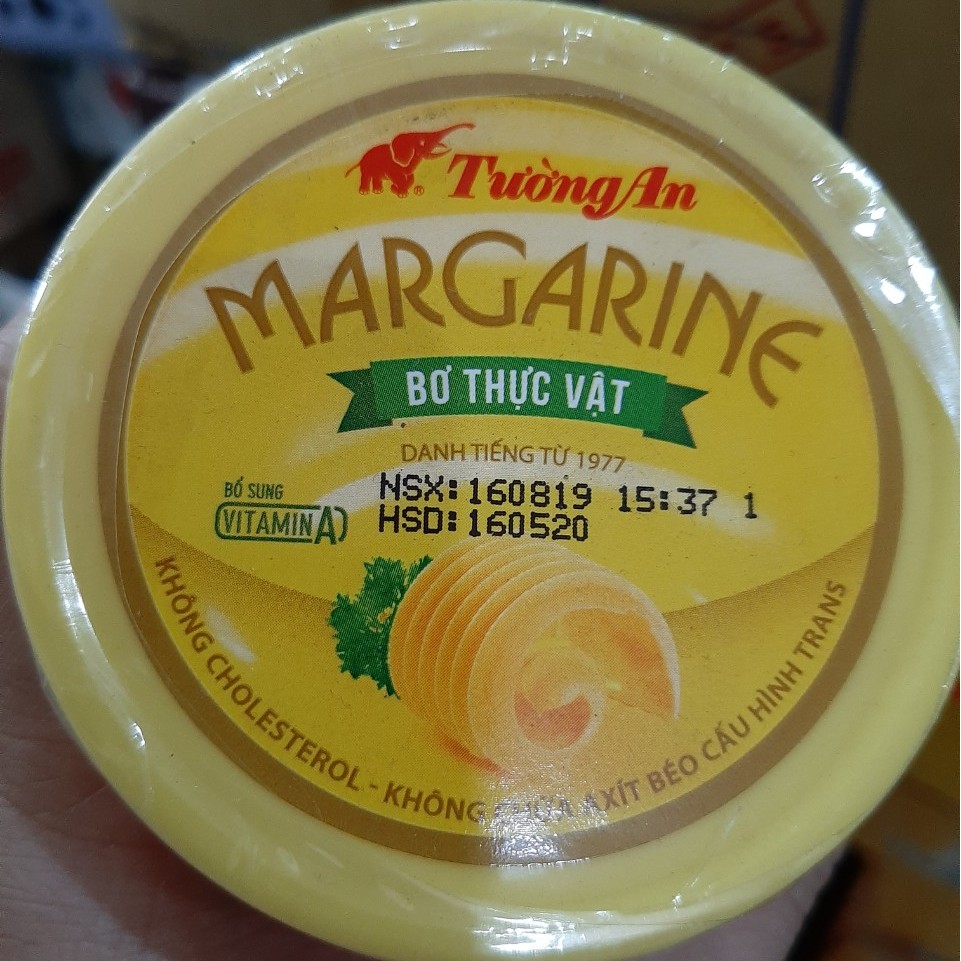 Tường An
MARGARINE
BƠ THỰC VẬT
DANH TIẾNG TỪ 1977
NSX: 160819 15:37 1
HSD: 160520
BỔ SUNG
VITAMIN A
KHÔNG CHOLESTEROL - KHÔNG CHỨA AXÍT BÉO CẤU HÌNH TRANS